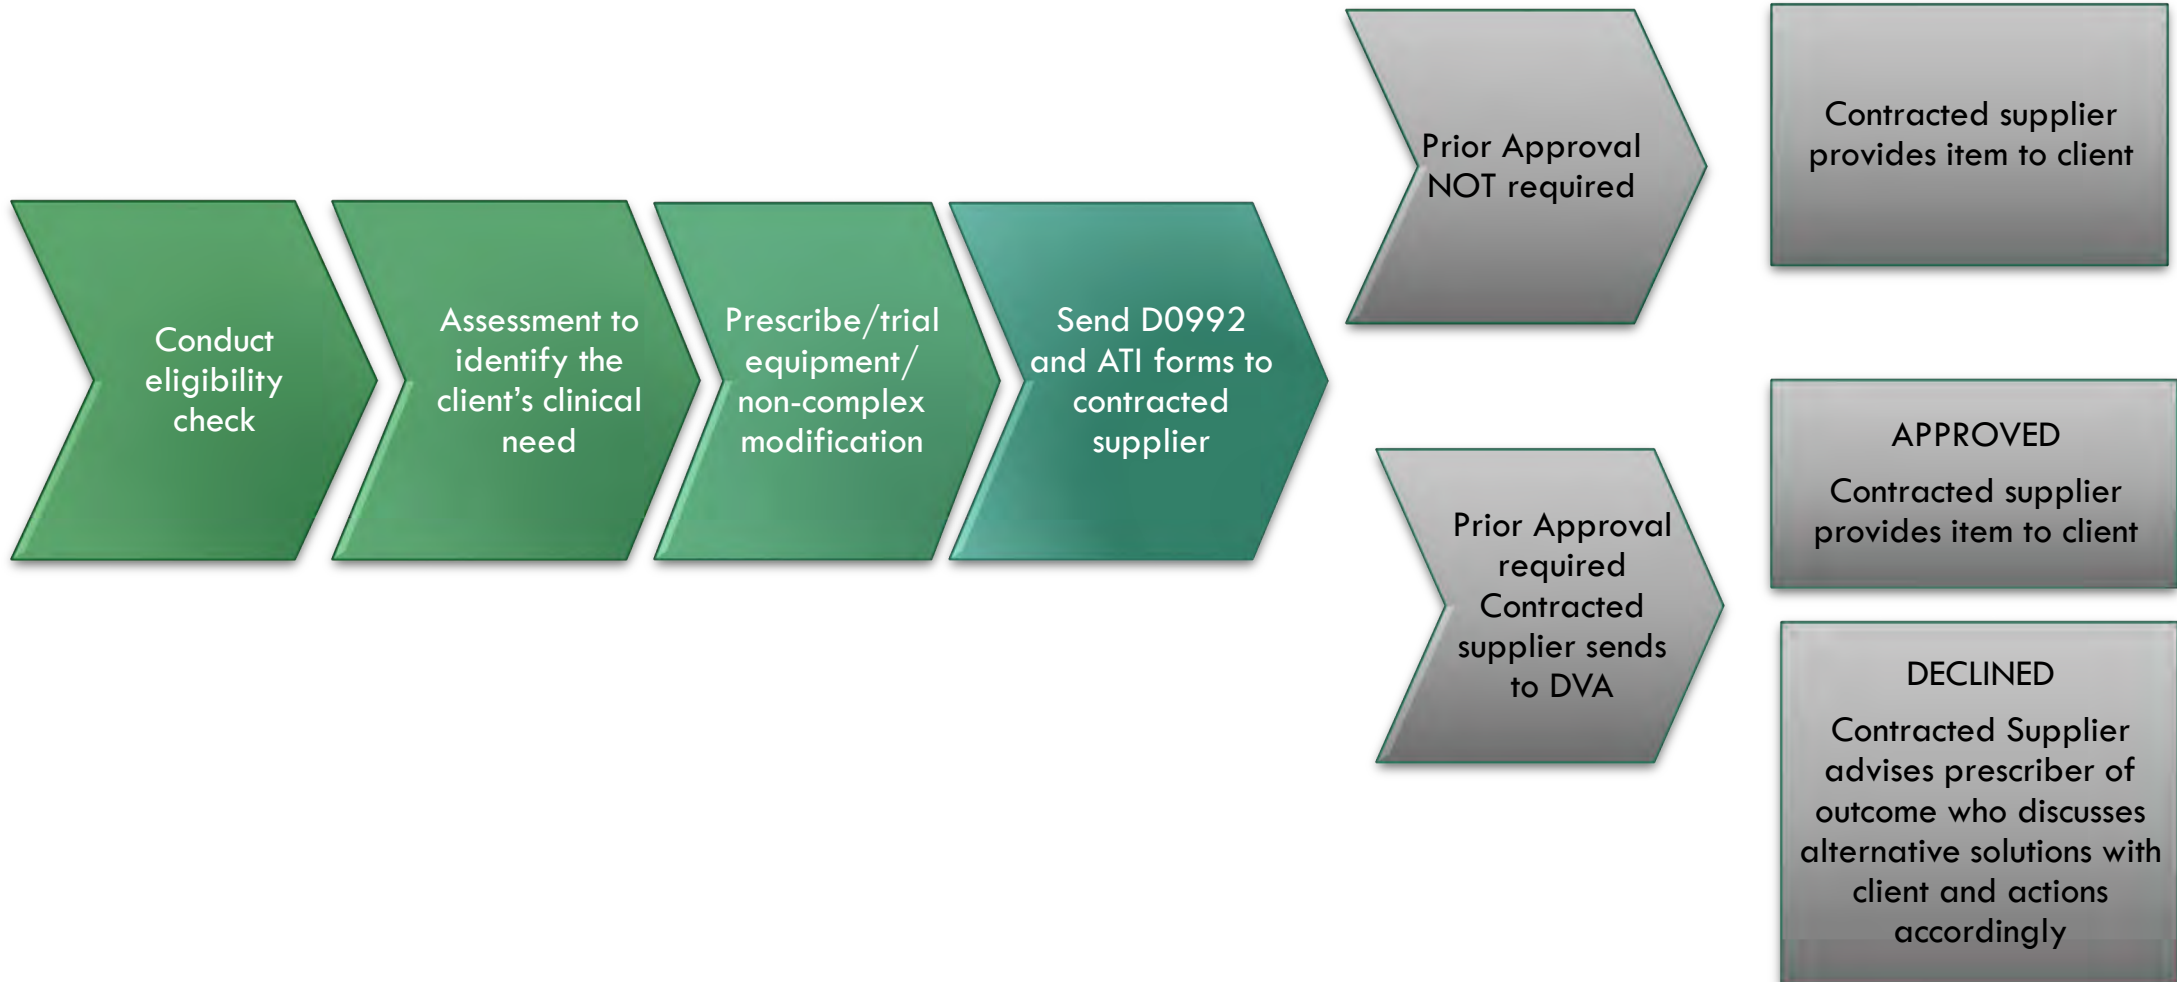 Conduct
eligibility
check
Assessment to
identify the
client's clinical
need
Prescribe/trial
equipment/
non-complex
modification
Send D0992
and ATI forms to
contracted
supplier
Prior Approval
NOT required
Contracted supplier
provides item to client
Prior Approval
required
Contracted
supplier sends
to DVA
APPROVED
Contracted supplier
provides item to client
DECLINED
Contracted Supplier
advises prescriber of
outcome who discusses
alternative solutions with
client and actions
accordingly